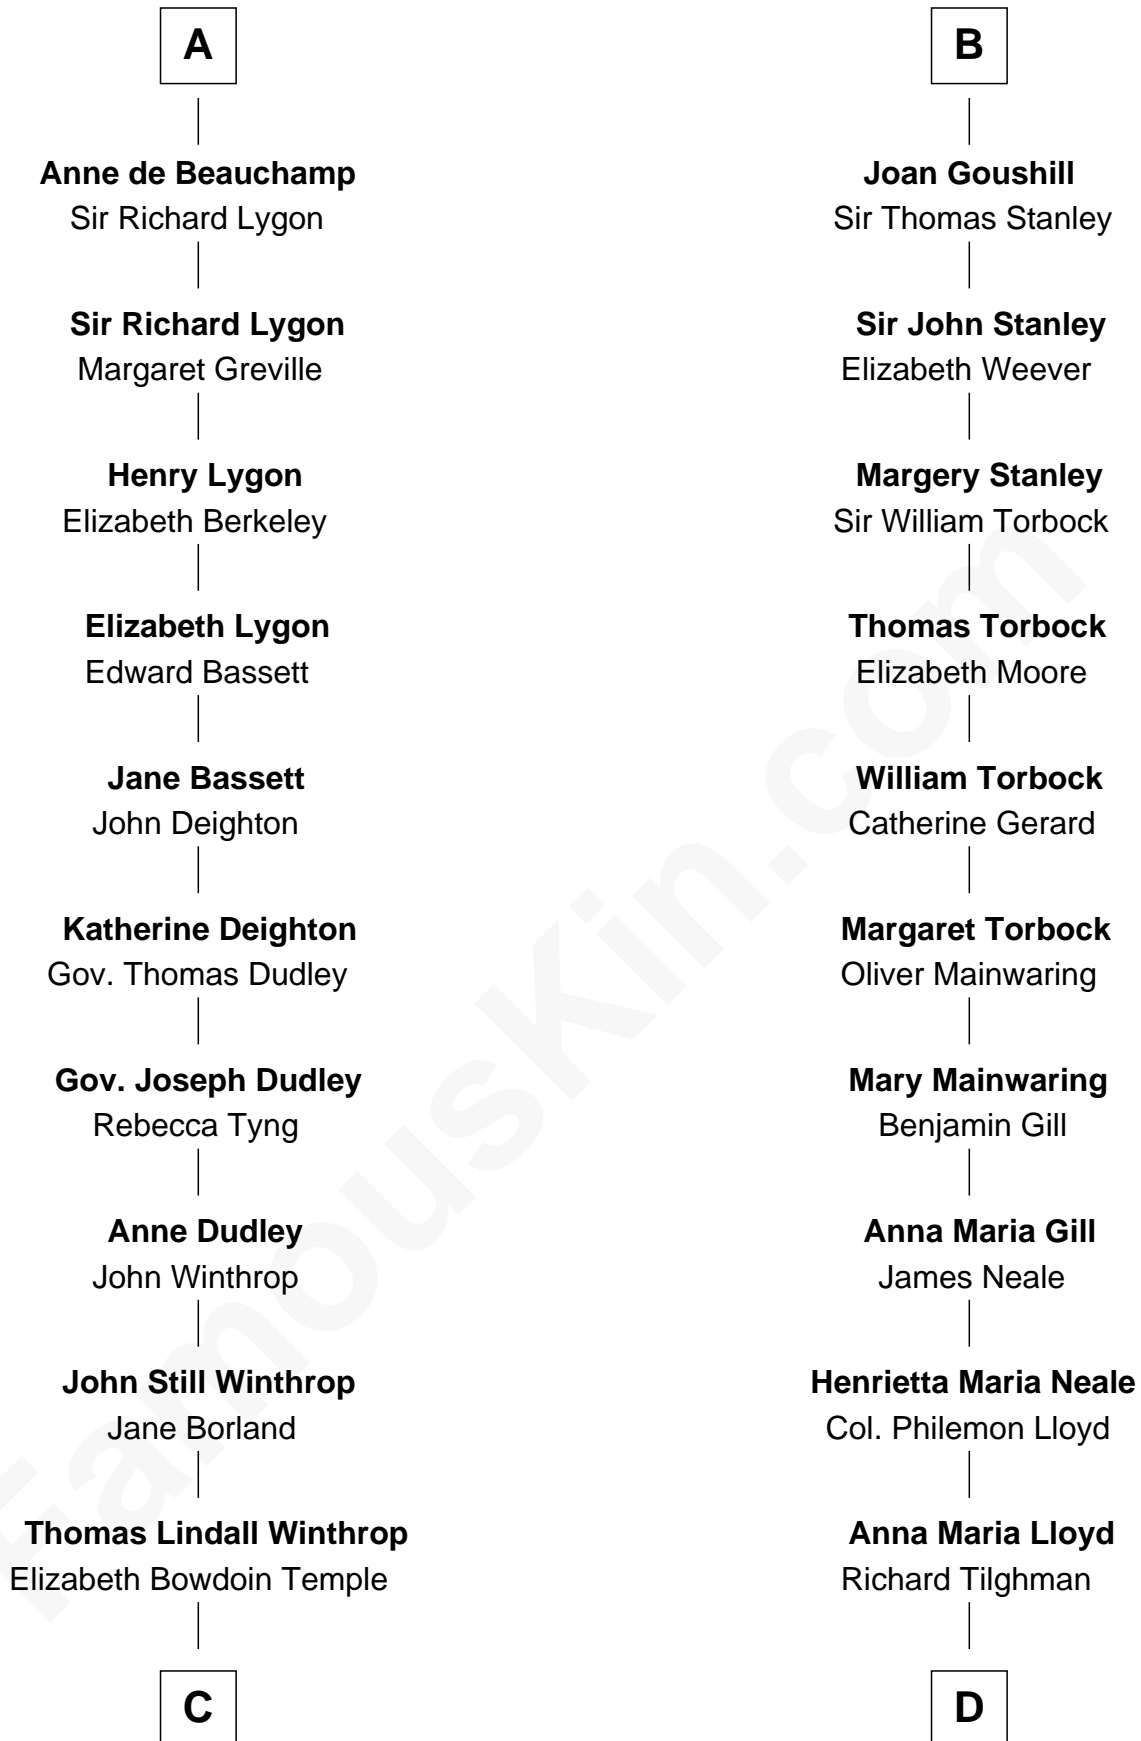 A
Anne de Beauchamp
Sir Richard Lygon
Sir Richard Lygon
Margaret Greville
Henry Lygon
Elizabeth Berkeley
Elizabeth Lygon
Edward Bassett
Jane Bassett
John Deighton
Katherine Deighton
Gov. Thomas Dudley
Gov. Joseph Dudley
Rebecca Tyng
Anne Dudley
John Winthrop
John Still Winthrop
Jane Borland
Thomas Lindall Winthrop
Elizabeth Bowdoin Temple
C
B
Joan Goushill
Sir Thomas Stanley
Sir John Stanley
Elizabeth Weever
Margery Stanley
Sir William Torbock
Thomas Torbock
Elizabeth Moore
William Torbock
Catherine Gerard
Margaret Torbock
Oliver Mainwaring
Mary Mainwaring
Benjamin Gill
Anna Maria Gill
James Neale
Henrietta Maria Neale
Col. Philemon Lloyd
Anna Maria Lloyd
Richard Tilghman
D
FamousKin.com